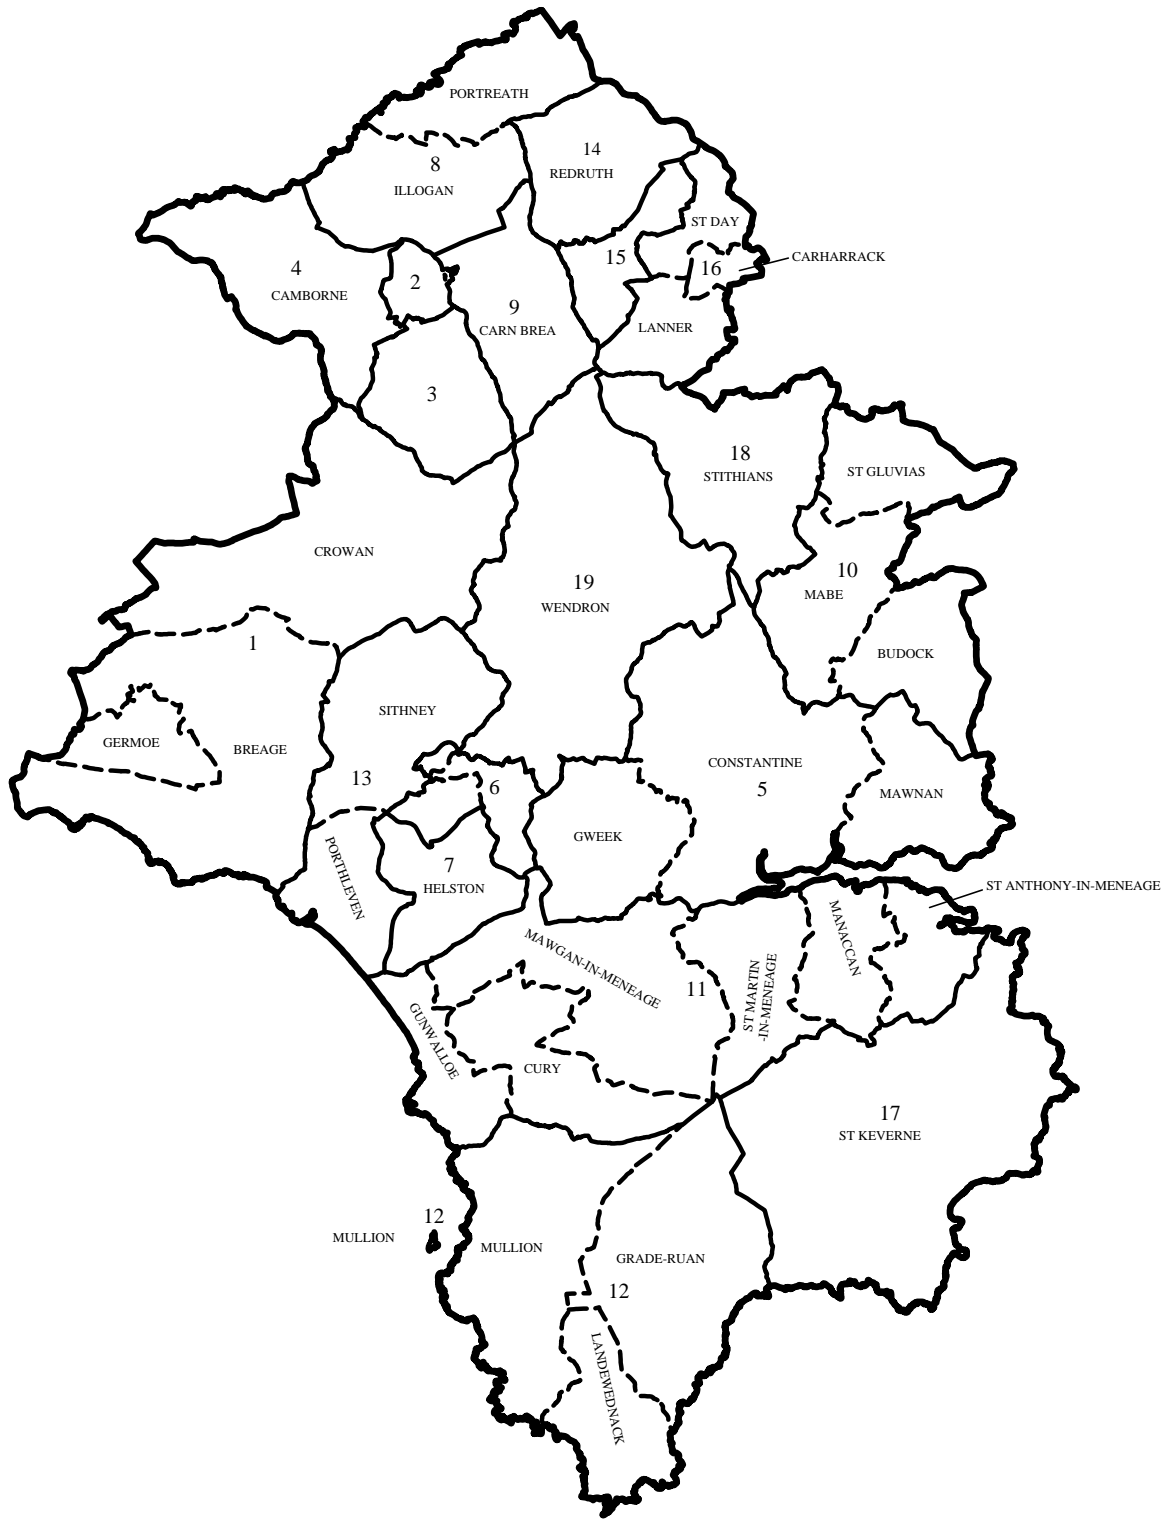 PORTREATH
14
REDRUTH
8
ILLOGAN
ST DAY
15
16
CARHARRACK
4
CAMBORNE
2
9
CARN BREA
LANNER
3
18
STITHIANS
ST GLUVIAS
CROWAN
19
WENDRON
10
MABE
1
BUDOCK
SITHNEY
GERMOE
BREAGE
CONSTANTINE
5
13
6
MAWNAN
GWEEK
PORTHLEVEN
7
HELSTON
ST ANTHONY-IN-MENEAGE
MANACCAN
MAWGAN-IN-MENEAGE
11
ST MARTIN
-IN-MENEAGE
GUNWALLOE
CURY
17
ST KEVERNE
12
MULLION
MULLION
GRADE-RUAN
12
LANDEWEDNACK